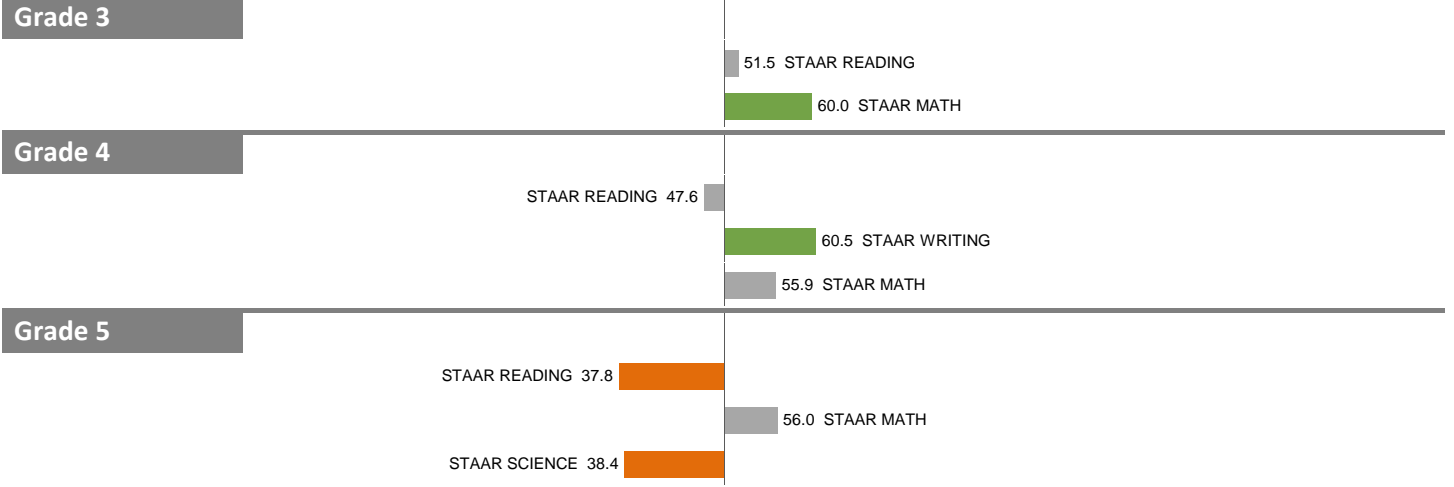 Grade 3
51.5 STAAR READING
60.0 STAAR MATH
Grade 4
STAAR READING 47.6
60.5 STAAR WRITING
55.9 STAAR MATH
Grade 5
STAAR READING 37.8
56.0 STAAR MATH
STAAR SCIENCE 38.4